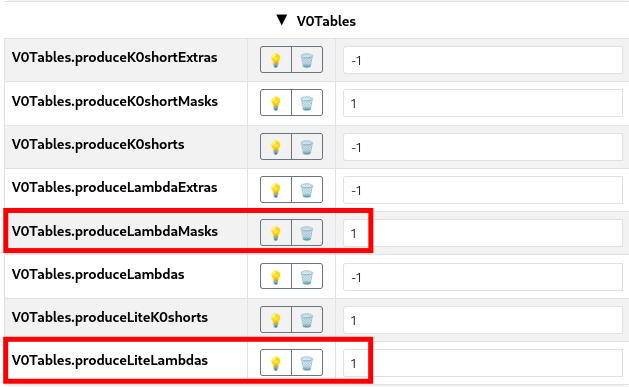 ▼ V0Tables
V0Tables.produceK0shortExtras -1
V0Tables.produceK0shortMasks 1
V0Tables.produceK0shorts -1
V0Tables.produceLambdaExtras -1
V0Tables.produceLambdaMasks 1
V0Tables.produceLambdas -1
V0Tables.produceLiteK0shorts 1
V0Tables.produceLiteLambdas 1